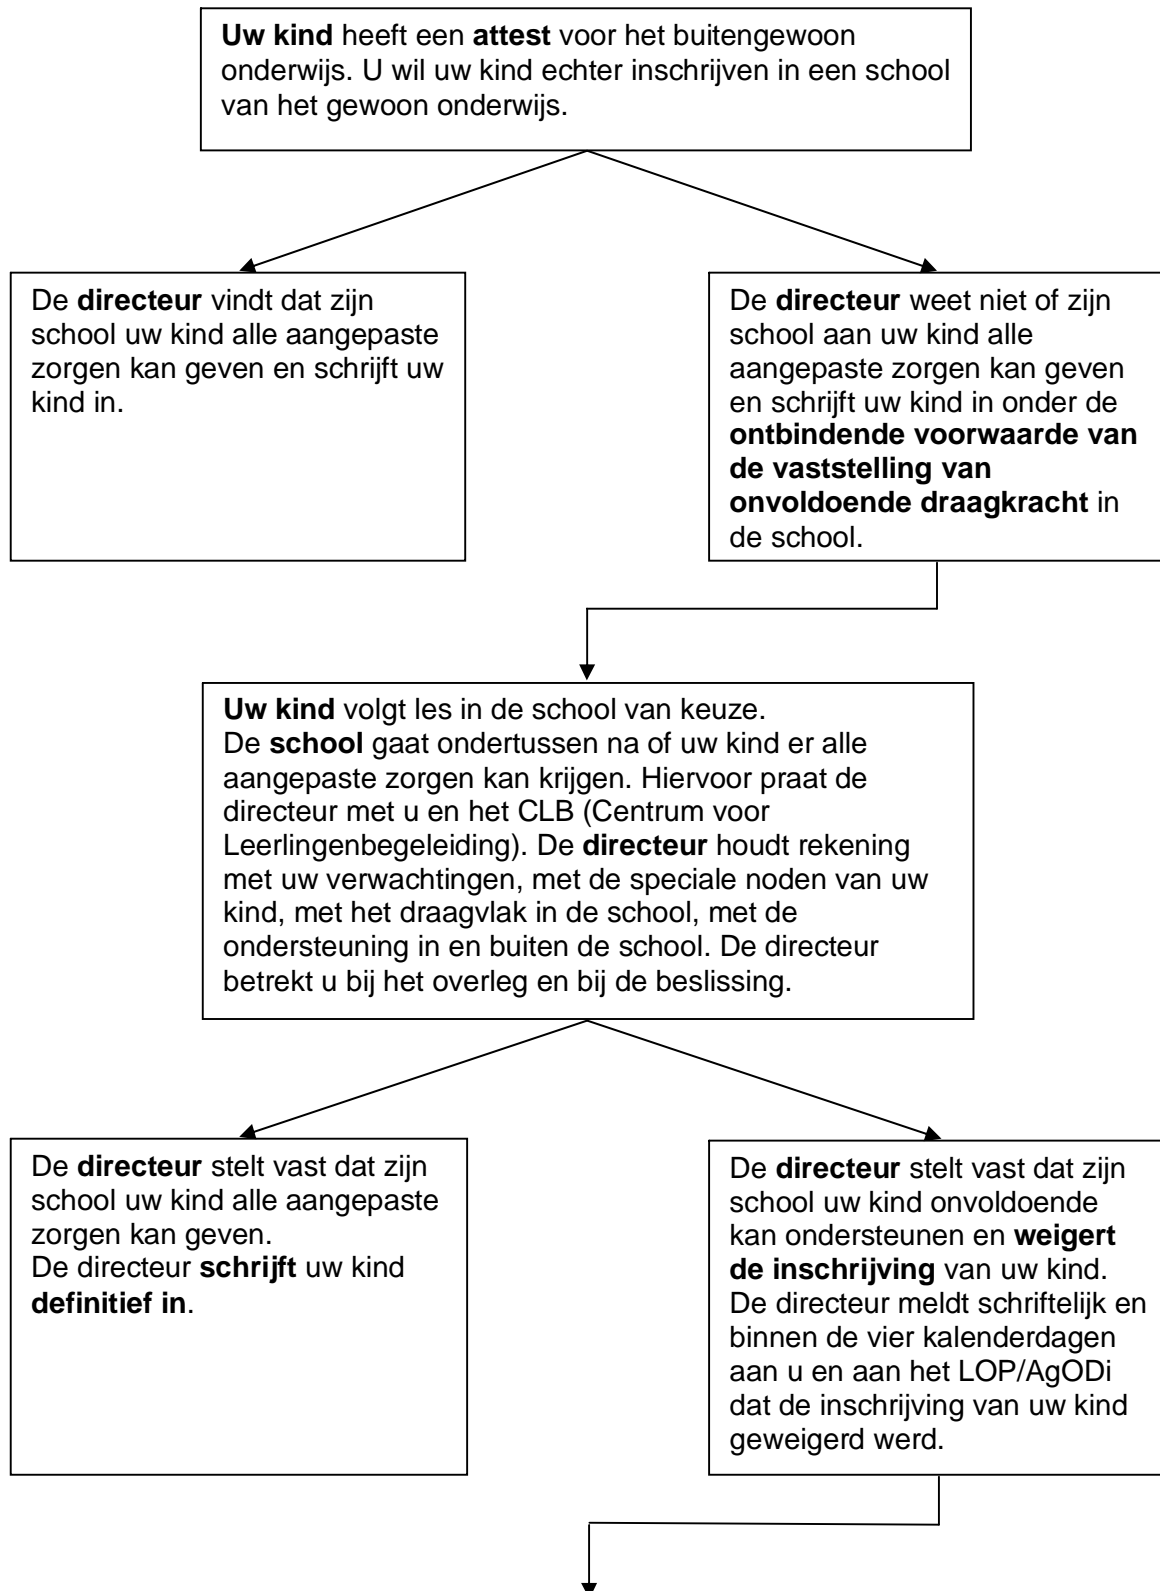 Uw kind heeft een attest voor het buitengewoon
onderwijs. U wil uw kind echter inschrijven in een school
van het gewoon onderwijs.
De directeur vindt dat zijn
school uw kind alle aangepaste
zorgen kan geven en schrijft uw
kind in.
De directeur weet niet of zijn
school aan uw kind alle
aangepaste zorgen kan geven
en schrijft uw kind in onder de
ontbindende voorwaarde van
de vaststelling van
onvoldoende draagkracht in
de school.
Uw kind volgt les in de school van keuze.
De school gaat ondertussen na of uw kind er alle
aangepaste zorgen kan krijgen. Hiervoor praat de
directeur met u en het CLB (Centrum voor
Leerlingenbegeleiding). De directeur houdt rekening
met uw verwachtingen, met de speciale noden van uw
kind, met het draagvlak in de school, met de
ondersteuning in en buiten de school. De directeur
betrekt u bij het overleg en bij de beslissing.
De directeur stelt vast dat zijn
school uw kind alle aangepaste
zorgen kan geven.
De directeur schrijft uw kind
definitief in.
De directeur stelt vast dat zijn
school uw kind onvoldoende
kan ondersteunen en weigert
de inschrijving van uw kind.
De directeur meldt schriftelijk en
binnen de vier kalenderdagen
aan u en aan het LOP/AgODi
dat de inschrijving van uw kind
geweigerd werd.